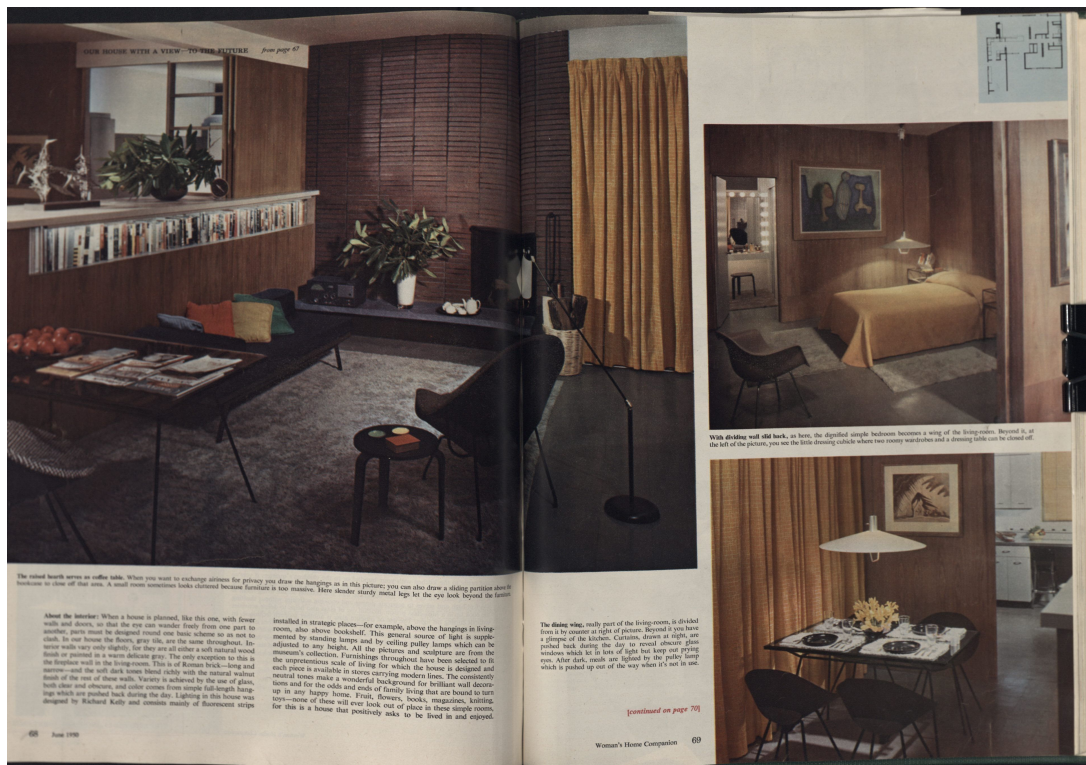 OUR HOUSE WITH A VIEW—TO THE FUTURE from page 67
The raised hearth serves as coffee table. When you want to exchange airiness for privacy you draw the hangings as in this picture; you can also draw a sliding partition above the
bookcase to close off that area. A small room sometimes looks cluttered because furniture is too massive. Here slender sturdy metal legs let the eye look beyond the furniture
About the interior: When a house is planned, like this one, with fewer
walls and doors, so that the eye can wander freely from one part to
another, parts must be designed round one basic scheme so as not to
clash. In our house the floors, gray tile, are the same throughout. In-
terior walls vary only slightly, for they are all either a soft natural wood
finish or painted in a warm delicate gray. The only exception to this is
the fireplace wall in the living-room. This is of Roman brick—long and
narrow—and the soft dark tones blend richly with the natural walnut
finish of the rest of these walls. Variety is achieved by the use of glass,
both clear and obscure, and color comes from simple full-length hang-
ings which are pushed back during the day. Lighting in this house was
designed by Richard Kelly and consists mainly of fluorescent strips
installed in strategic places—for example, above the hangings in living-
room, also above bookshelf. This general source of light is supple-
mented by standing lamps and by ceiling pulley lamps which can be
adjusted to any height. All the pictures and sculpture are from the
museum's collection. Furnishings throughout have been selected to fit
the unpretentious scale of living for which the house is designed and
each piece is available in stores carrying modern lines. The consistently
neutral tones make a wonderful background for brilliant wall decora-
tions and for the odds and ends of family living that are bound to turn
up in any happy home. Fruit, flowers, books, magazines, knitting,
toys—none of these will ever look out of place in these simple rooms,
for this is a house that positively asks to be lived in and enjoyed.
68 June 1950
With dividing wall slid back, as here, the dignified simple bedroom becomes a wing of the living-room. Beyond it, at
the left of the picture, you see the little dressing cubicle where two roomy wardrobes and a dressing table can be closed off.
The dining wing, really part of the living-room, is divided
from it by counter at right of picture. Beyond it you have
a glimpse of the kitchen. Curtains, drawn at night, are
pushed back during the day to reveal obscure glass
windows which let in lots of light but keep out prying
eyes. After dark, meals are lighted by the pulley lamp
which is pushed up out of the way when it's not in use.
[continued on page 70]
Woman's Home Companion 69